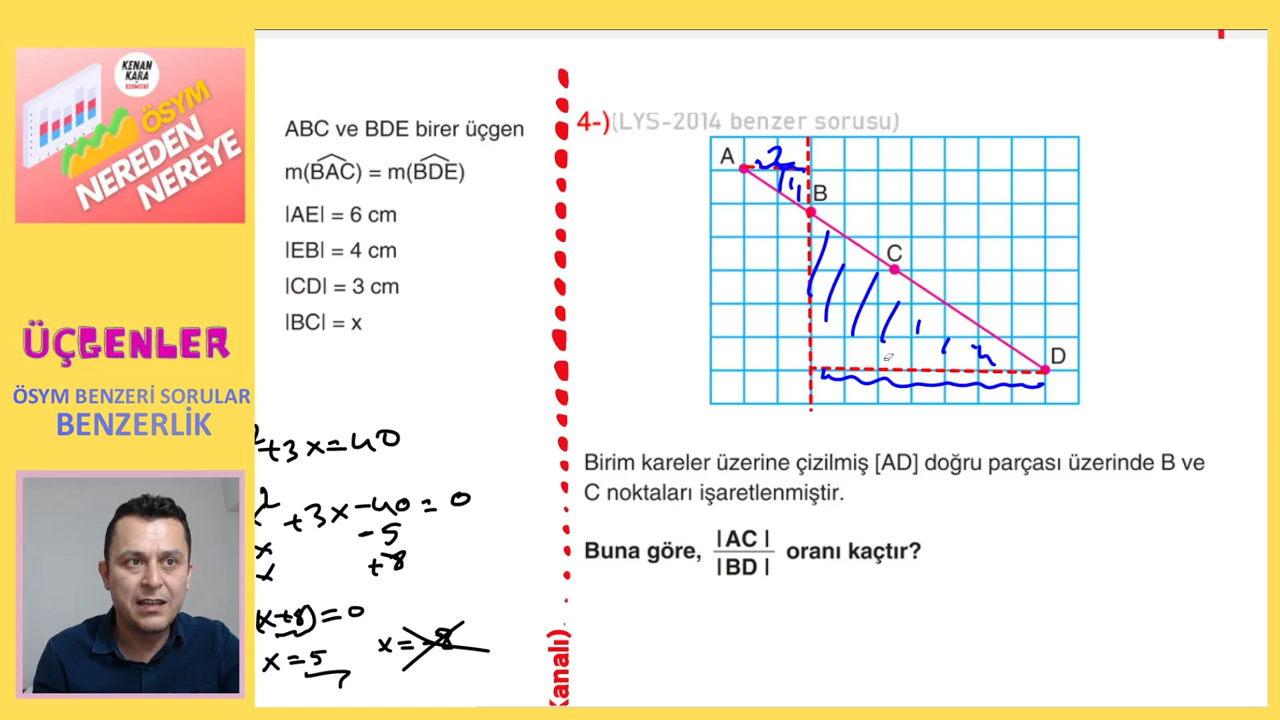 KENAN
KARA
ÖSYM
NEREDEN
NEREYE
ÜÇGENLER
ÖSYM BENZERİ SORULAR
BENZERLİK
ABC ve BDE birer üçgen
m(BAC) = m(BDE)
|AE| = 6 cm
|EB| = 4 cm
|CD| = 3 cm
|BC| = x
+3x=40
+3x-40=0
x -5
x +8
x+8)=0
x=5 x=-8
Kanalı)
4-)(LYS-2014 benzer sorusu)
A
2
B
C
D
Birim kareler üzerine çizilmiş [AD] doğru parçası üzerinde B ve
C noktaları işaretlenmiştir.
Buna göre, |AC| / |BD| oranı kaçtır?